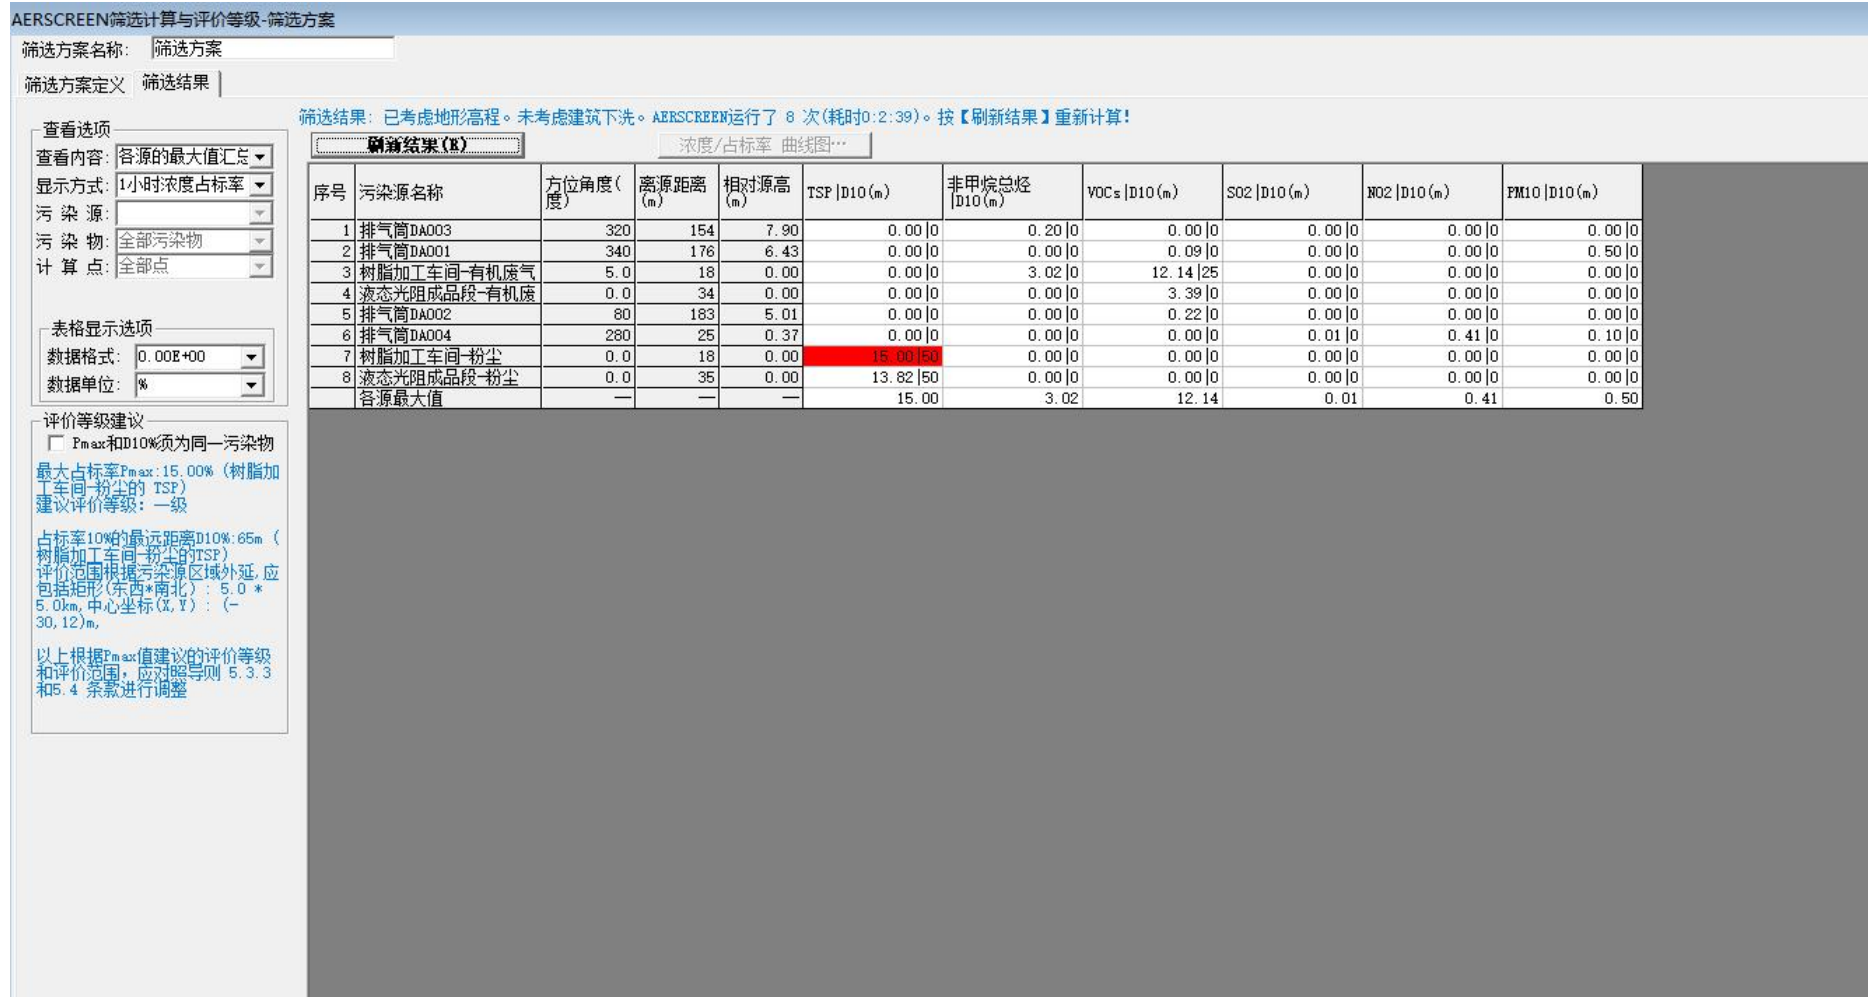 AERSCREEN筛选计算与评价等级-筛选方案
筛选方案名称: 筛选方案
筛选方案定义 筛选结果
筛选结果: 已考虑地形高程。未考虑建筑下洗。AERSCREEN运行了 8 次(耗时0:2:39)。按【刷新结果】重新计算!
刷新结果(R) 浓度/占标率 曲线图…
查看选项
查看内容: 各源的最大值汇总
显示方式: 1小时浓度占标率
污 染 源:
污 染 物: 全部污染物
计 算 点: 全部点
表格显示选项
数据格式: 0.00E+00
数据单位: %
评价等级建议
Pmax和D10%须为同一污染物
最大占标率Pmax:15.00% (树脂加
工车间-粉尘的 TSP)
建议评价等级: 一级
占标率10%的最远距离D10%:65m (
树脂加工车间-粉尘的TSP)
评价范围根据污染源区域外延,应
包括矩形(东西*南北): 5.0 *
5.0km,中心坐标(X,Y): (-
30,12)m,
以上根据Pmax值建议的评价等级
和评价范围,应对照导则 5.3.3
和5.4 条款进行调整
序号 污染源名称 方位角度(度) 离源距离(m) 相对源高(m) TSP|D10(m) 非甲烷总烃|D10(m) VOCs|D10(m) SO2|D10(m) NO2|D10(m) PM10|D10(m)
1 排气筒DA003 320 154 7.90 0.00|0 0.20|0 0.00|0 0.00|0 0.00|0 0.00|0
2 排气筒DA001 340 176 6.43 0.00|0 0.00|0 0.09|0 0.00|0 0.00|0 0.50|0
3 树脂加工车间-有机废气 5.0 18 0.00 0.00|0 3.02|0 12.14|25 0.00|0 0.00|0 0.00|0
4 液态光阻成品段-有机废 0.0 34 0.00 0.00|0 0.00|0 3.39|0 0.00|0 0.00|0 0.00|0
5 排气筒DA002 80 183 5.01 0.00|0 0.00|0 0.22|0 0.00|0 0.00|0 0.00|0
6 排气筒DA004 280 25 0.37 0.00|0 0.00|0 0.00|0 0.01|0 0.41|0 0.10|0
7 树脂加工车间-粉尘 0.0 18 0.00 15.00|50 0.00|0 0.00|0 0.00|0 0.00|0 0.00|0
8 液态光阻成品段-粉尘 0.0 35 0.00 13.82|50 0.00|0 0.00|0 0.00|0 0.00|0 0.00|0
各源最大值 — — — 15.00 3.02 12.14 0.01 0.41 0.50